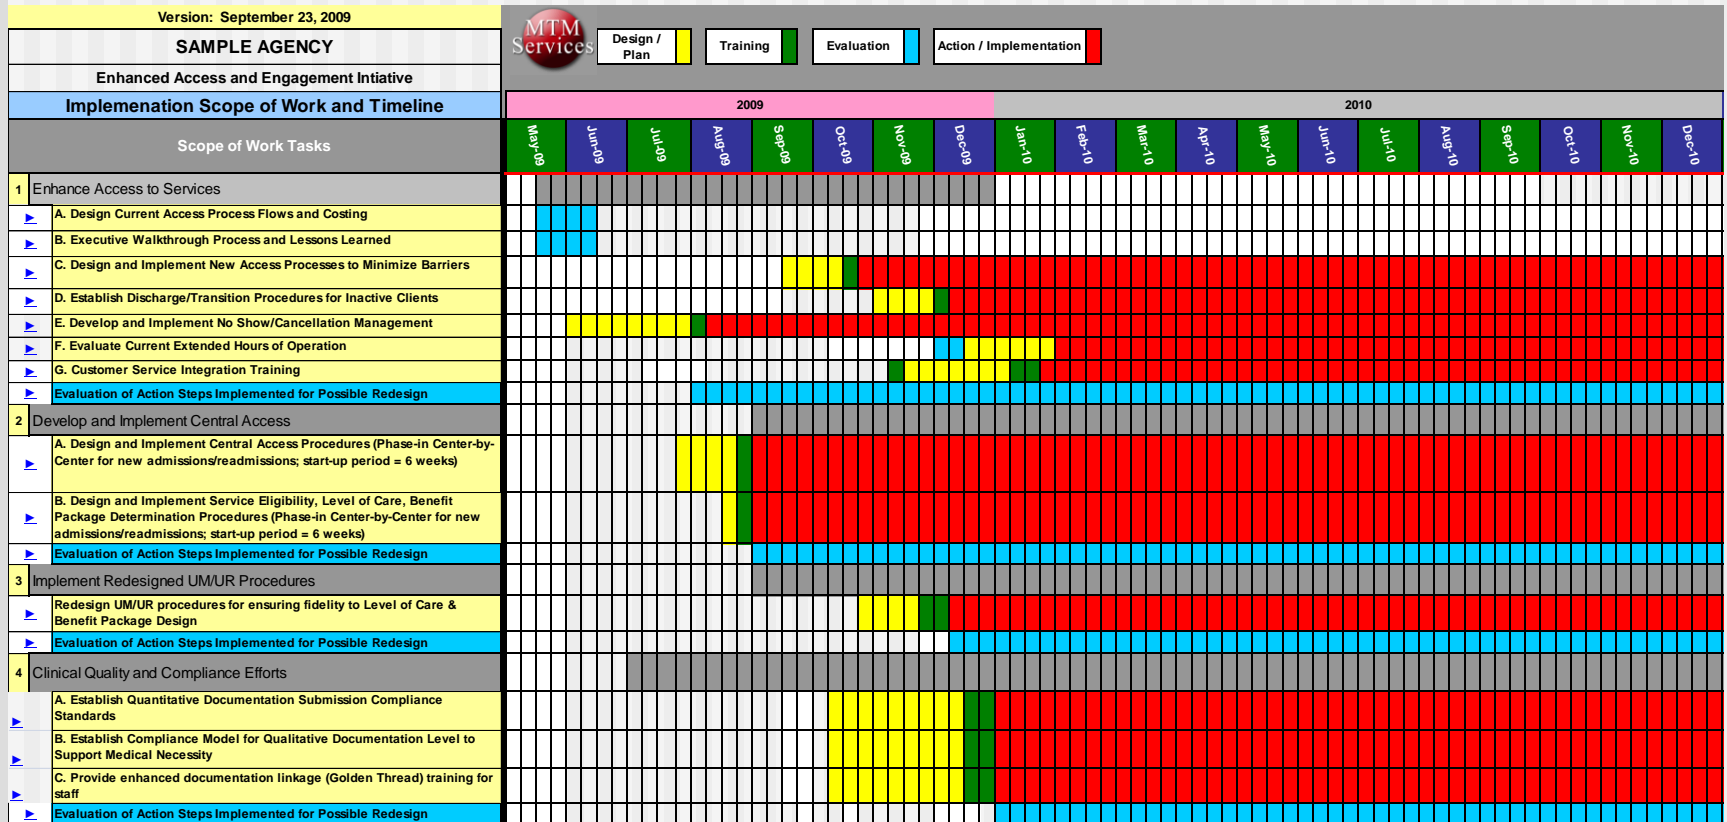 Version: September 23, 2009
SAMPLE AGENCY
Enhanced Access and Engagement Intiative
Implemenation Scope of Work and Timeline
Scope of Work Tasks
MTM
Services
Design /
Plan
Training
Evaluation
Action / Implementation
2009
2010
May-09
Jun-09
Jul-09
Aug-09
Sep-09
Oct-09
Nov-09
Dec-09
Jan-10
Feb-10
Mar-10
Apr-10
May-10
Jun-10
Jul-10
Aug-10
Sep-10
Oct-10
Nov-10
Dec-10
1 Enhance Access to Services
► A. Design Current Access Process Flows and Costing
► B. Executive Walkthrough Process and Lessons Learned
► C. Design and Implement New Access Processes to Minimize Barriers
► D. Establish Discharge/Transition Procedures for Inactive Clients
► E. Develop and Implement No Show/Cancellation Management
► F. Evaluate Current Extended Hours of Operation
► G. Customer Service Integration Training
► Evaluation of Action Steps Implemented for Possible Redesign
2 Develop and Implement Central Access
► A. Design and Implement Central Access Procedures (Phase-in Center-by-
Center for new admissions/readmissions; start-up period = 6 weeks)
► B. Design and Implement Service Eligibility, Level of Care, Benefit
Package Determination Procedures (Phase-in Center-by-Center for new
admissions/readmissions; start-up period = 6 weeks)
► Evaluation of Action Steps Implemented for Possible Redesign
3 Implement Redesigned UM/UR Procedures
► Redesign UM/UR procedures for ensuring fidelity to Level of Care &
Benefit Package Design
► Evaluation of Action Steps Implemented for Possible Redesign
4 Clinical Quality and Compliance Efforts
► A. Establish Quantitative Documentation Submission Compliance
Standards
► B. Establish Compliance Model for Qualitative Documentation Level to
Support Medical Necessity
► C. Provide enhanced documentation linkage (Golden Thread) training for
staff
► Evaluation of Action Steps Implemented for Possible Redesign